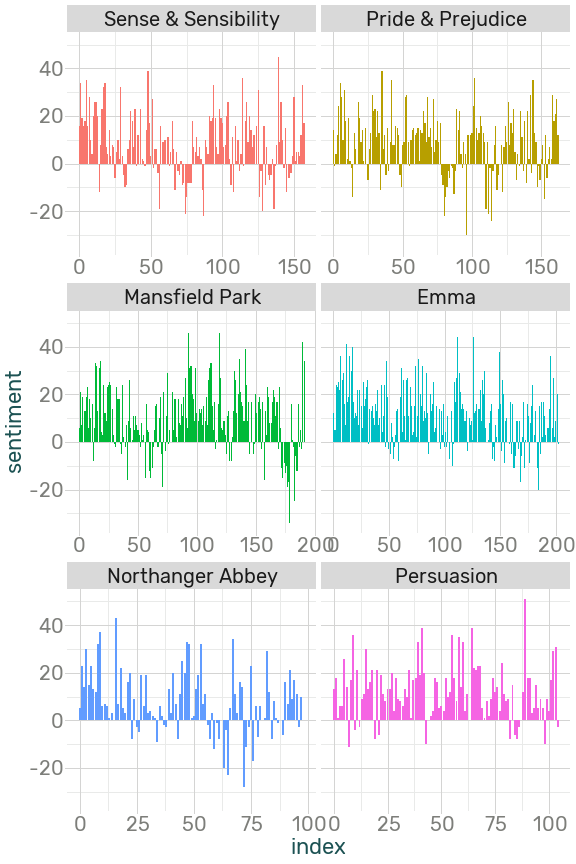 Sense & Sensibility Pride & Prejudice
40
20
0
-20
0 50 100 150 0 50 100 150
Mansfield Park Emma
40
20
0
-20
0 50 100 150 200 0 50 100 150 200
Northanger Abbey Persuasion
40
20
0
-20
0 25 50 75 100 0 25 50 75 100
index
sentiment